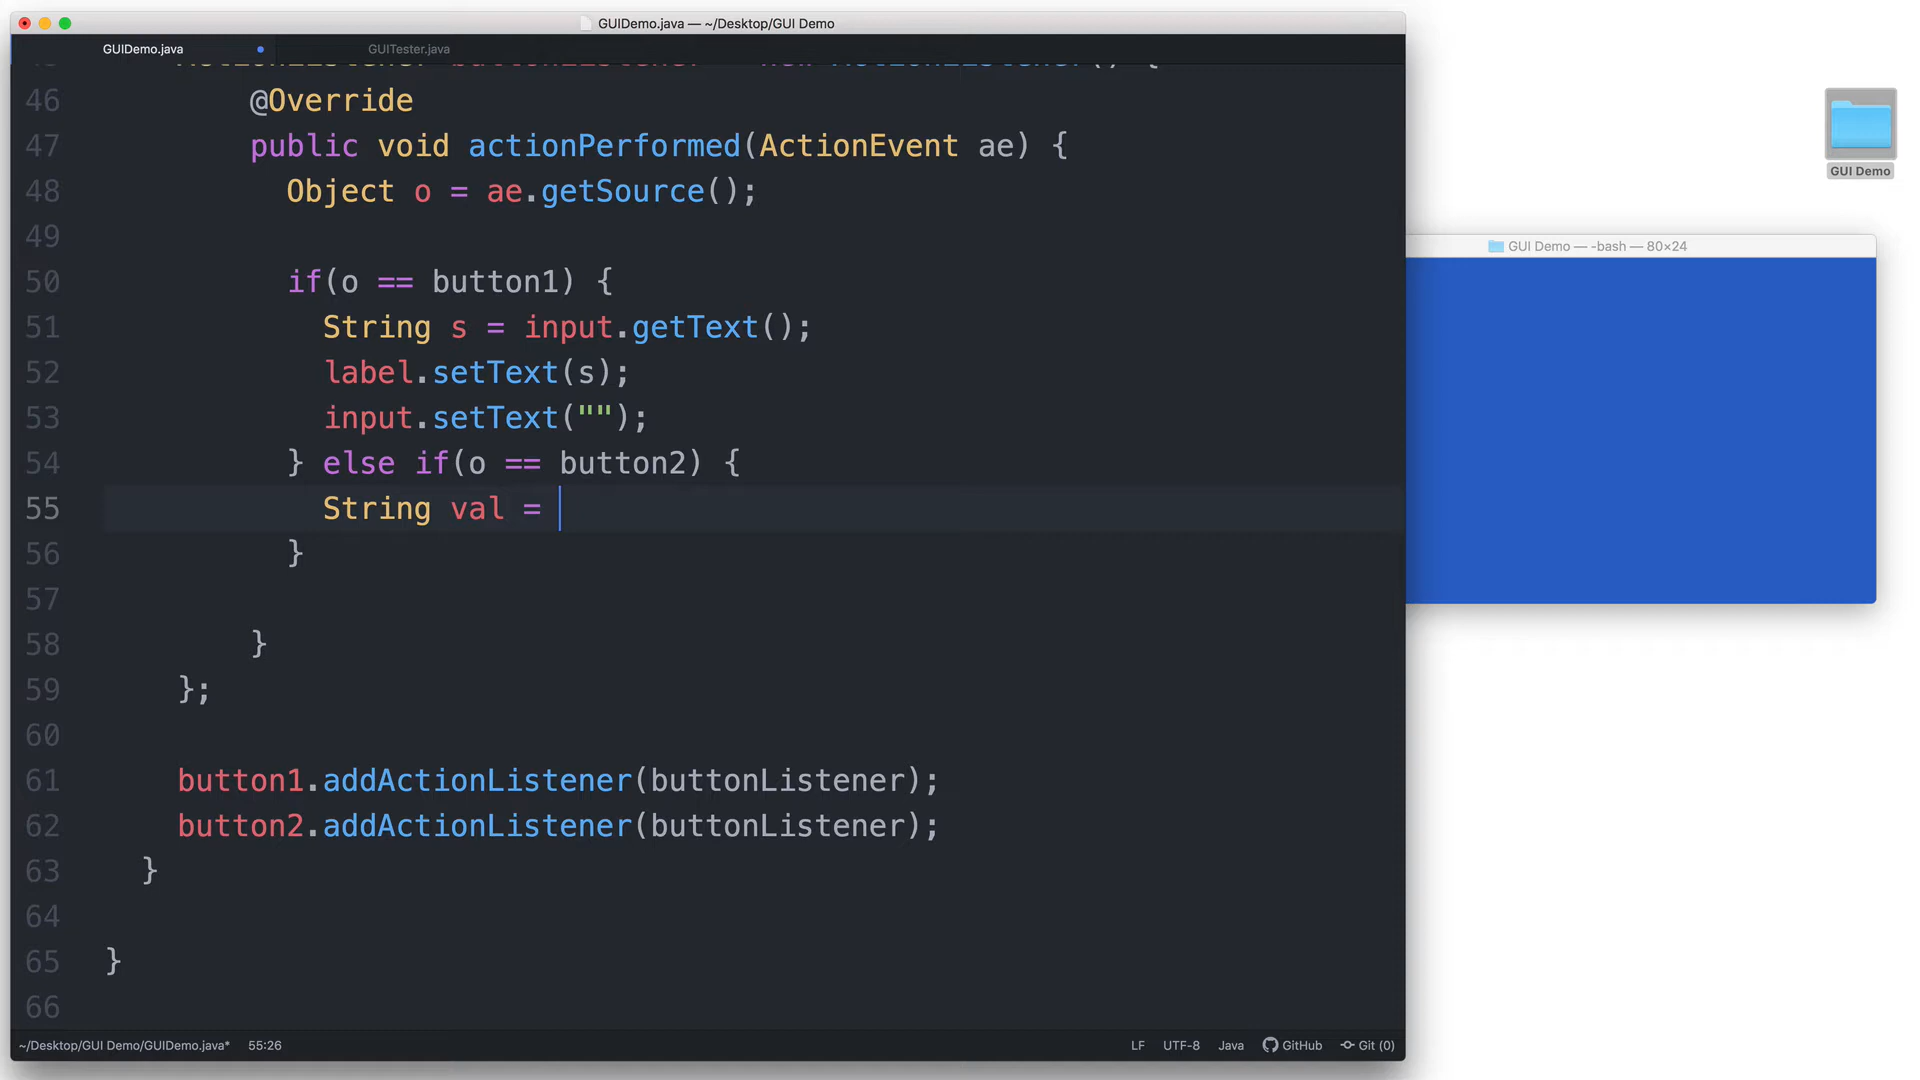 GUIDemo.java — ~/Desktop/GUI Demo
GUIDemo.java GUITester.java
46 @Override
47 public void actionPerformed(ActionEvent ae) {
48 Object o = ae.getSource();
49
50 if(o == button1) {
51 String s = input.getText();
52 label.setText(s);
53 input.setText("");
54 } else if(o == button2) {
55 String val =
56 }
57
58 }
59 };
60
61 button1.addActionListener(buttonListener);
62 button2.addActionListener(buttonListener);
63 }
64
65 }
66
~/Desktop/GUI Demo/GUIDemo.java* 55:26 LF UTF-8 Java GitHub Git (0)
GUI Demo
GUI Demo — -bash — 80×24